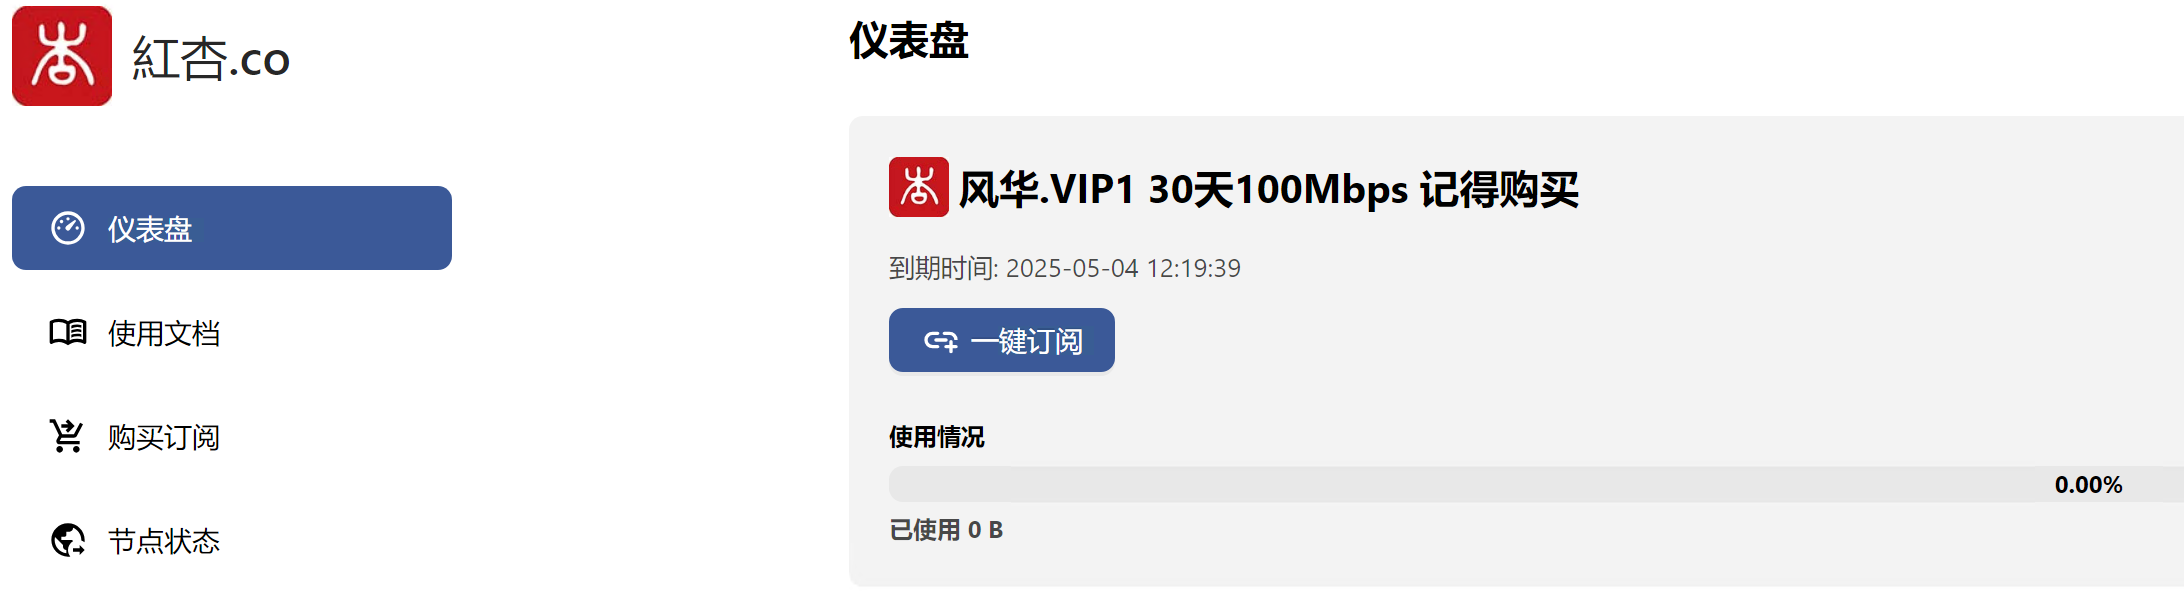 紅杏.co
仪表盘
使用文档
购买订阅
节点状态
仪表盘
风华.VIP1 30天100Mbps 记得购买
到期时间: 2025-05-04 12:19:39
一键订阅
使用情况
0.00%
已使用 0 B